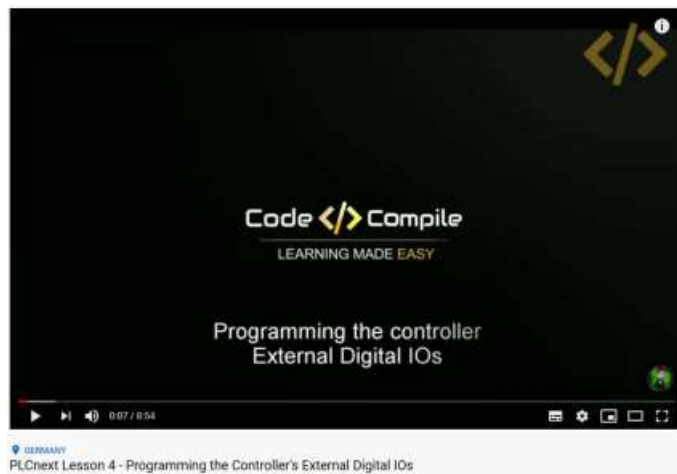 Code </> Compile
LEARNING MADE EASY
Programming the controller
External Digital IOs
0:07 / 8:54
GERMANY
PLCnext Lesson 4 - Programming the Controller's External Digital IOs